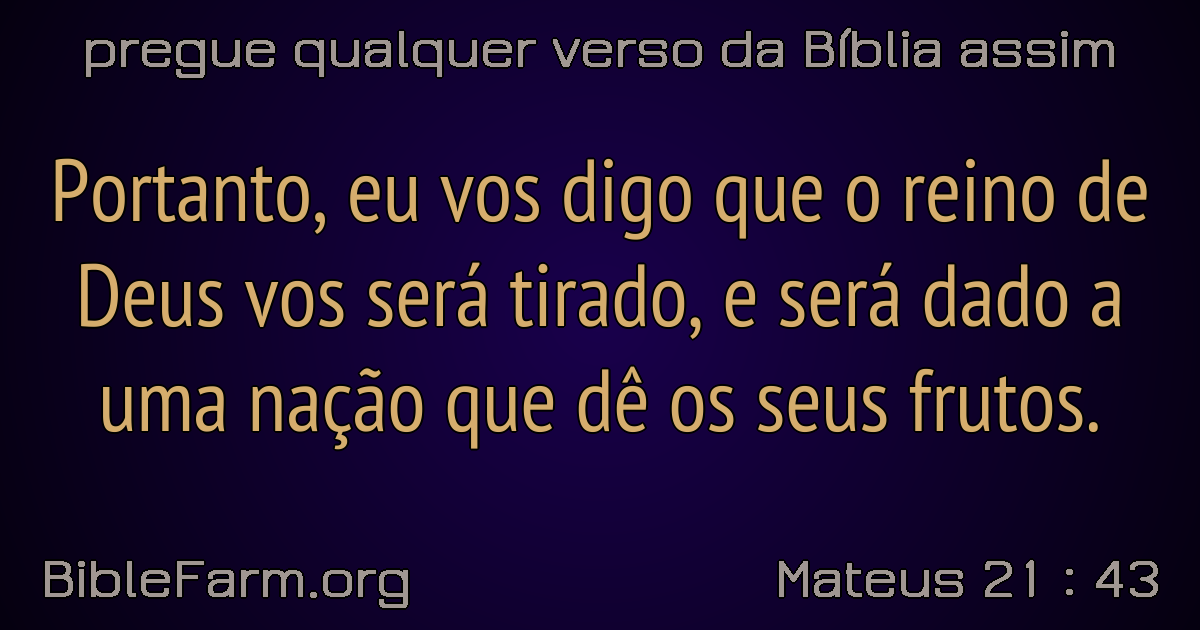 pregue qualquer verso da Bíblia assim
Portanto, eu vos digo que o reino de
Deus vos será tirado, e será dado a
uma nação que dê os seus frutos.
BibleFarm.org
Mateus 21 : 43